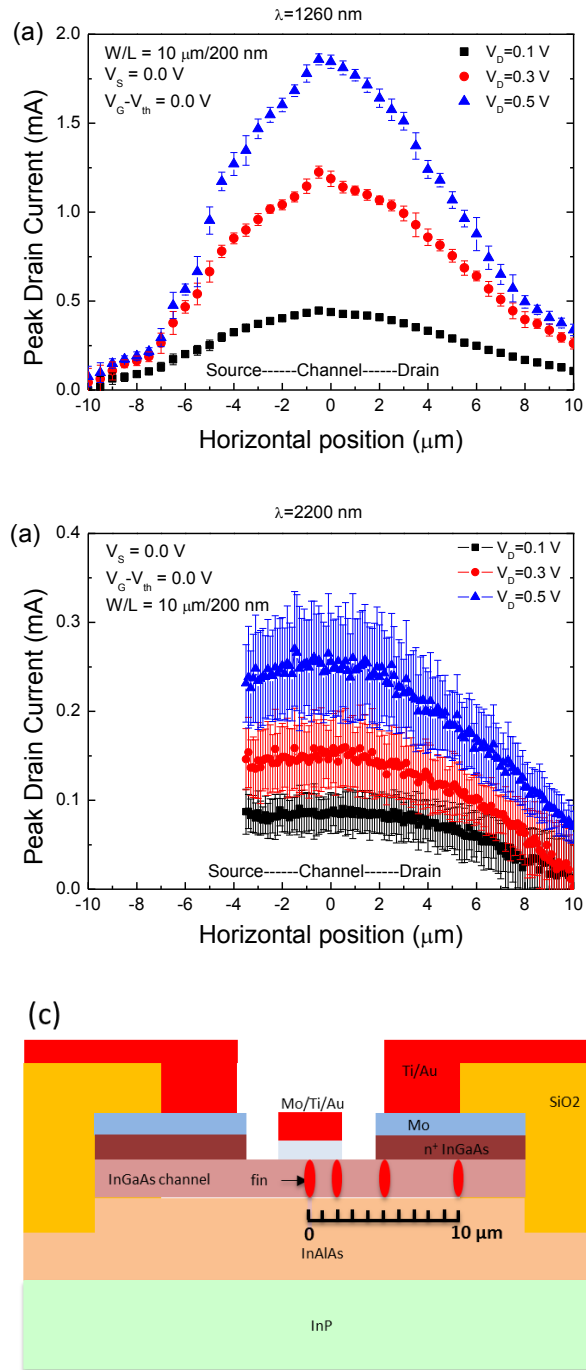 (a)
λ=1260 nm
W/L = 10 μm/200 nm
V_S = 0.0 V
V_G-V_th = 0.0 V
V_D=0.1 V
V_D=0.3 V
V_D=0.5 V
2.0
1.5
1.0
0.5
0.0
Peak Drain Current (mA)
Source------Channel------Drain
-10 -8 -6 -4 -2 0 2 4 6 8 10
Horizontal position (μm)
(a)
λ=2200 nm
V_S = 0.0 V
V_G-V_th = 0.0 V
W/L = 10 μm/200 nm
V_D=0.1 V
V_D=0.3 V
V_D=0.5 V
0.4
0.3
0.2
0.1
0.0
Peak Drain Current (mA)
Source------Channel------Drain
-10 -8 -6 -4 -2 0 2 4 6 8 10
Horizontal position (μm)
(c)
Ti/Au
SiO2
Mo/Ti/Au
Mo
n⁺ InGaAs
InGaAs channel
fin
0
10 μm
InAlAs
InP